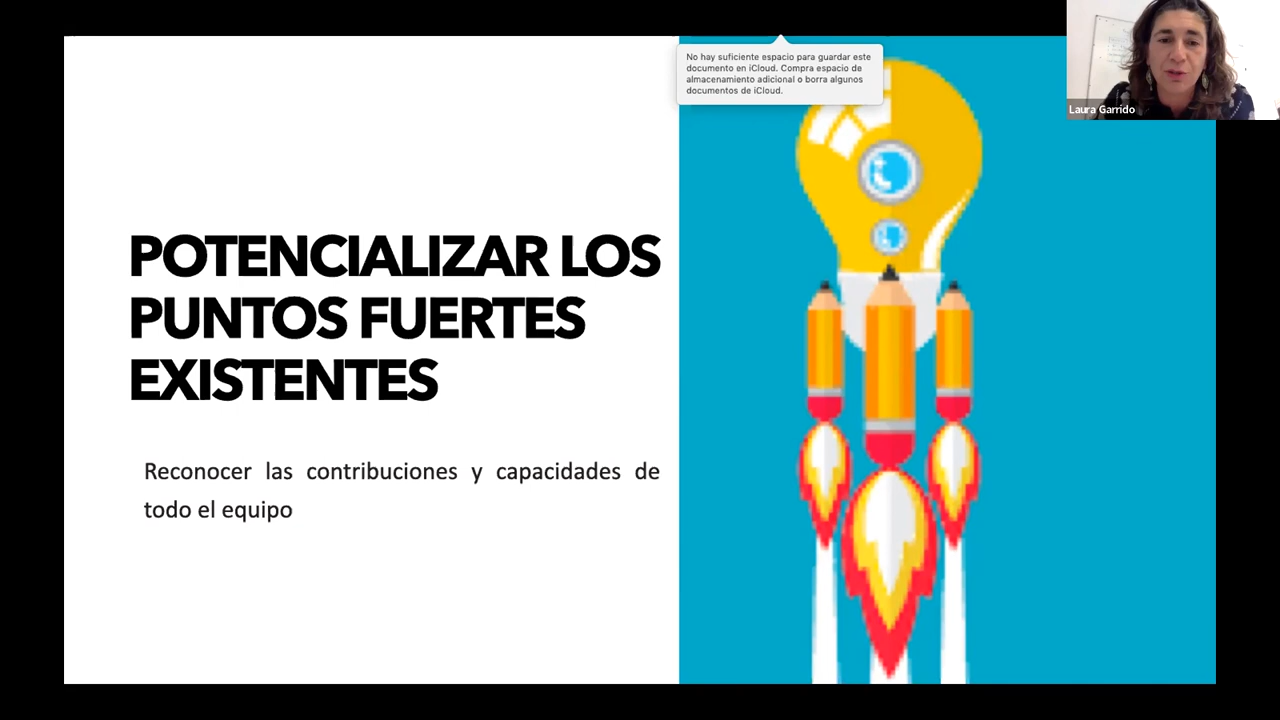 No hay suficiente espacio para guardar este
documento en iCloud. Compra espacio de
almacenamiento adicional o borra algunos
documentos de iCloud.
Laura Garrido
POTENCIALIZAR LOS
PUNTOS FUERTES
EXISTENTES
Reconocer las contribuciones y capacidades de
todo el equipo